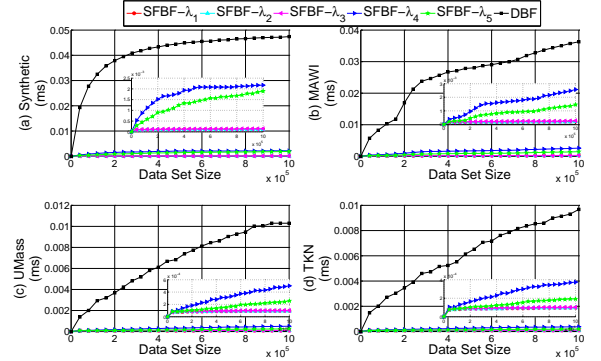 SFBF-λ1 SFBF-λ2 SFBF-λ3 SFBF-λ4 SFBF-λ5 DBF
(a) Synthetic
(ms)
0.05
0.04
0.03
0.02
0.01
0
0 2 4 6 8 10
Data Set Size
x 10^5
(b) MAWI
(ms)
0.04
0.03
0.02
0.01
0
0 2 4 6 8 10
Data Set Size
x 10^5
(c) UMass
(ms)
0.012
0.01
0.008
0.006
0.004
0.002
0
0 2 4 6 8 10
Data Set Size
x 10^5
(d) TKN
(ms)
0.01
0.008
0.006
0.004
0.002
0
0 2 4 6 8 10
Data Set Size
x 10^5